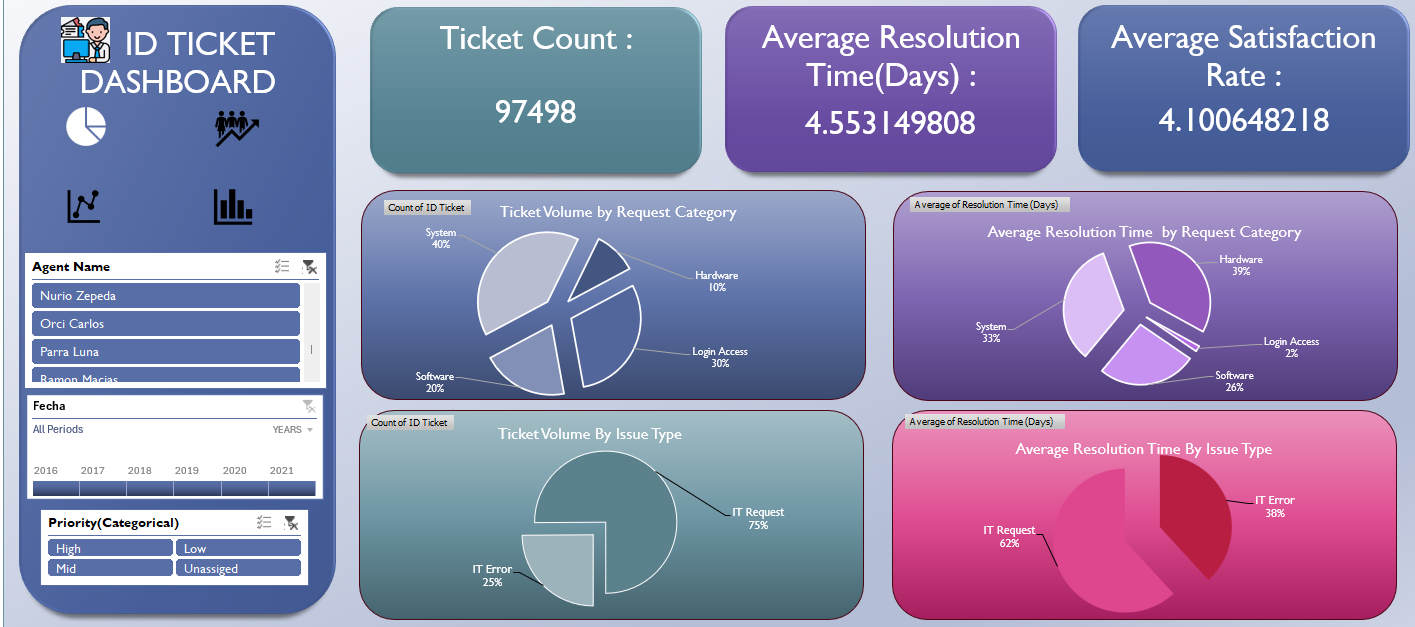 ID TICKET
DASHBOARD
Agent Name
Nurio Zepeda
Orci Carlos
Parra Luna
Ramon Macias
Fecha
All Periods
YEARS
2016 2017 2018 2019 2020 2021
Priority(Categorical)
High Low
Mid Unassiged
Ticket Count :
97498
Average Resolution
Time(Days) :
4.553149808
Average Satisfaction
Rate :
4.100648218
Count of ID Ticket
Ticket Volume by Request Category
System
40%
Hardware
10%
Login Access
30%
Software
20%
Average of Resolution Time (Days)
Average Resolution Time by Request Category
Hardware
39%
System
33%
Login Access
2%
Software
26%
Count of ID Ticket
Ticket Volume By Issue Type
IT Request
75%
IT Error
25%
Average of Resolution Time (Days)
Average Resolution Time By Issue Type
IT Error
38%
IT Request
62%